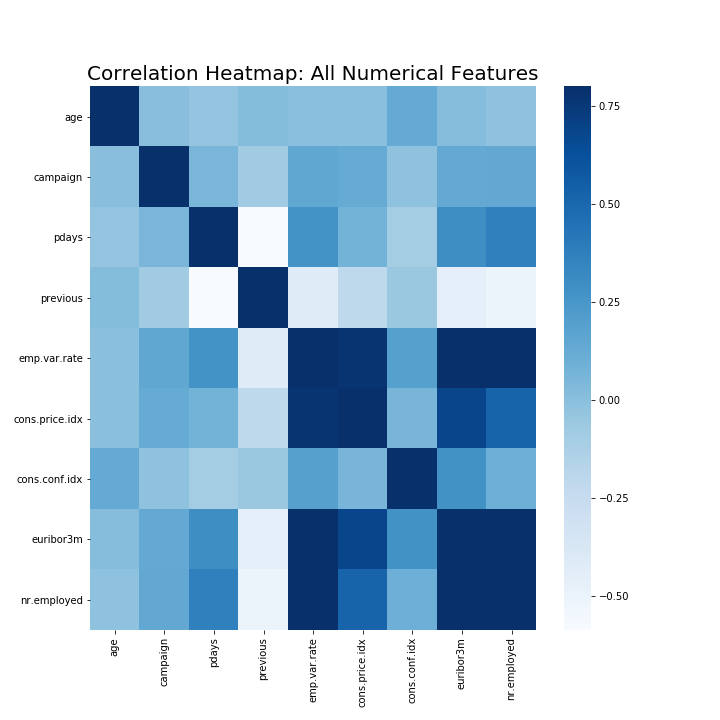 Correlation Heatmap: All Numerical Features
age
campaign
pdays
previous
emp.var.rate
cons.price.idx
cons.conf.idx
euribor3m
nr.employed
age
campaign
pdays
previous
emp.var.rate
cons.price.idx
cons.conf.idx
euribor3m
nr.employed
0.75
0.50
0.25
0.00
−0.25
−0.50